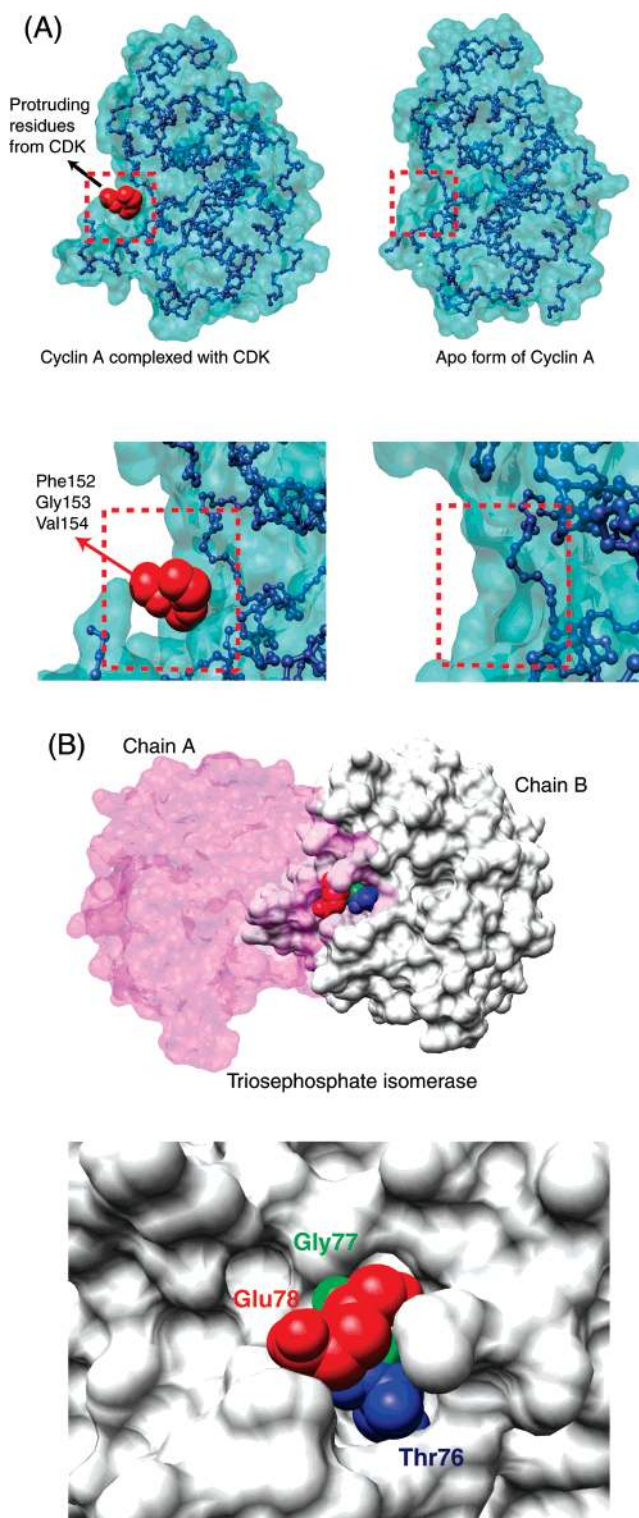 (A)
Protruding
residues
from CDK
Cyclin A complexed with CDK
Apo form of Cyclin A
Phe152
Gly153
Val154
(B)
Chain A
Chain B
Triosephosphate isomerase
Gly77
Glu78
Thr76